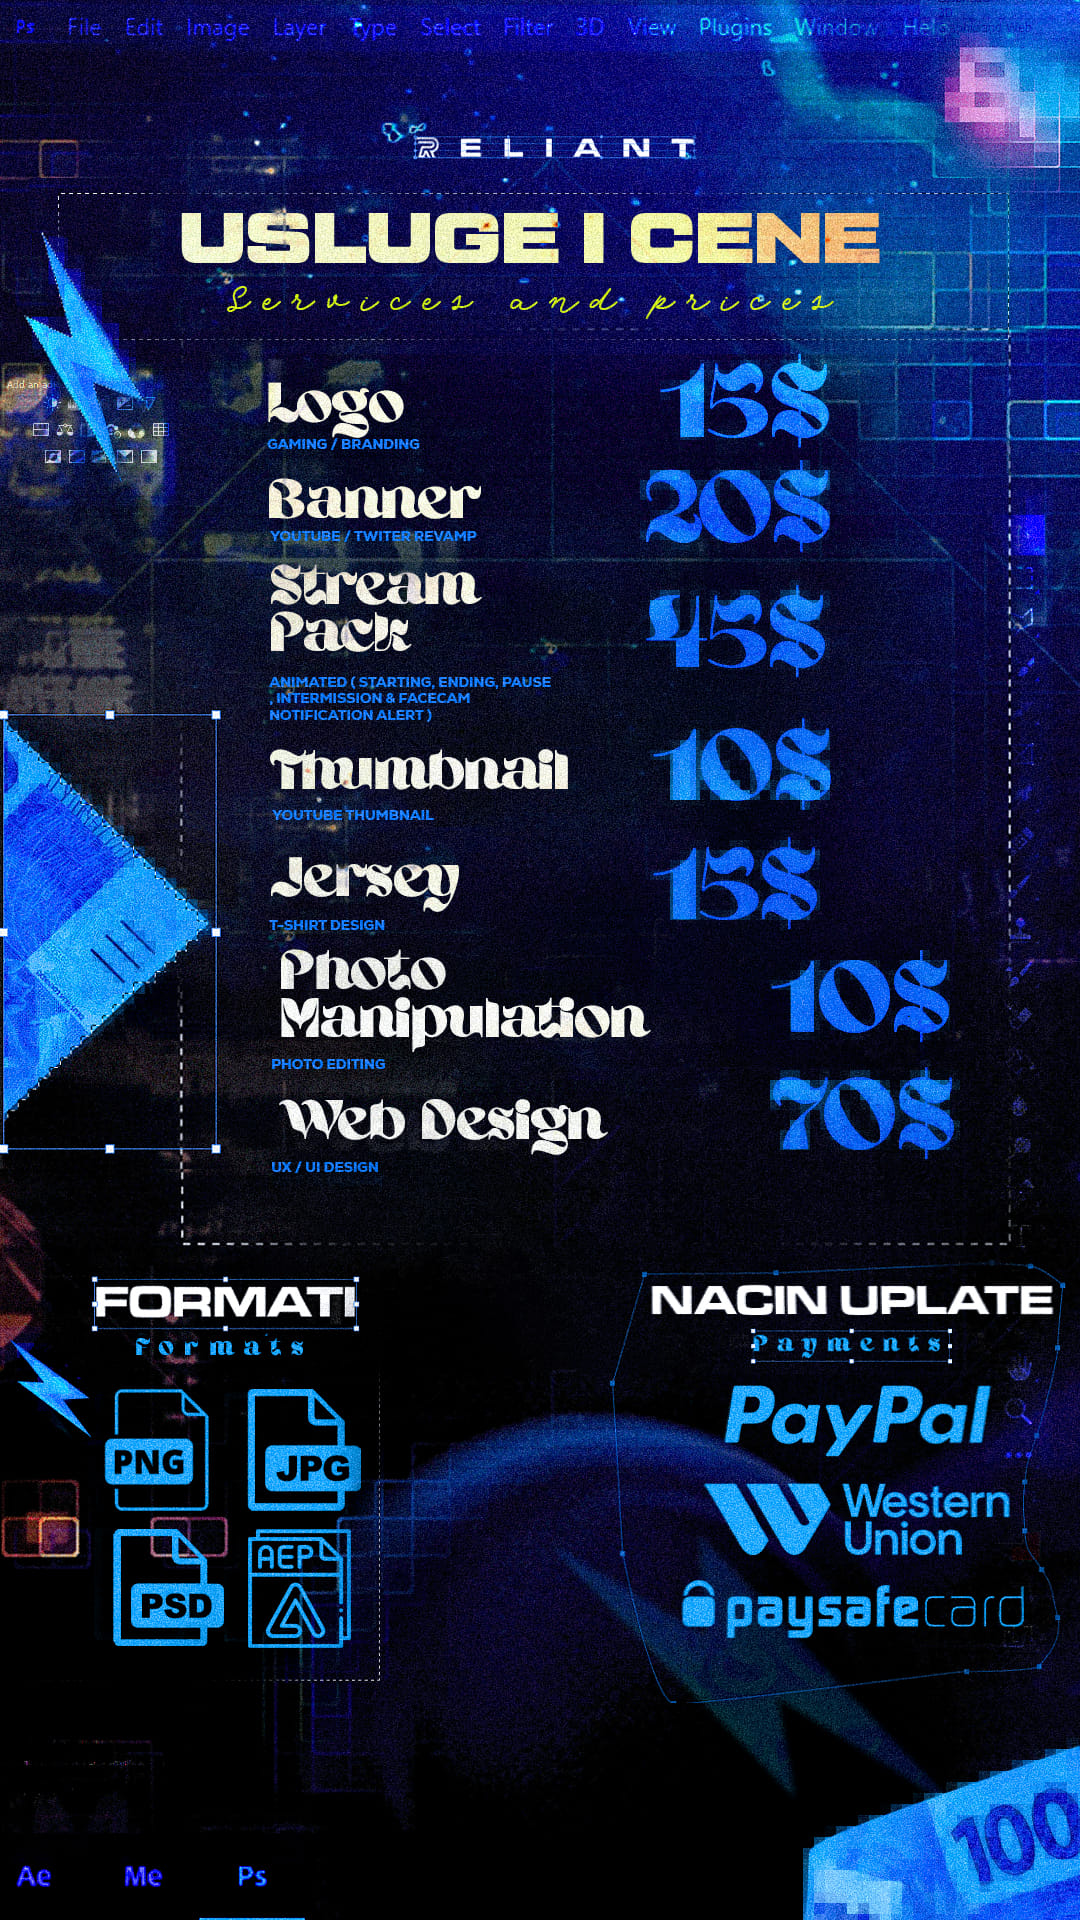 Ps File Edit Image Layer Type Select Filter 3D View Plugins Window Help
RELIANT
USLUGE I CENE
Services and prices
Add an
Logo 15$
GAMING / BRANDING
Banner 20$
YOUTUBE / TWITER REVAMP
Stream
Pack 45$
ANIMATED ( STARTING, ENDING, PAUSE
, INTERMISSION & FACECAM
NOTIFICATION ALERT )
Thumbnail 10$
YOUTUBE THUMBNAIL
Jersey 15$
T-SHIRT DESIGN
Photo
Manipulation 10$
PHOTO EDITING
Web Design 70$
UX / UI DESIGN
FORMATI
Formats
PNG JPG
PSD AEP
NACIN UPLATE
Payments
PayPal
Western
Union
paysafecard
100
Ae Me Ps